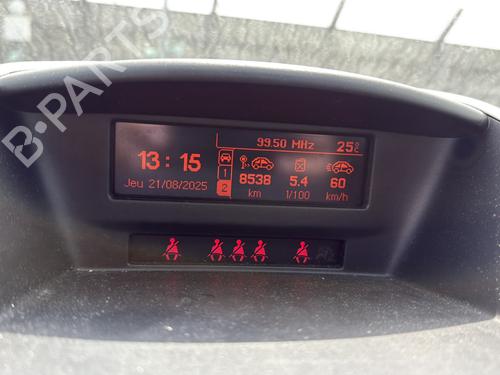 B-PARTS
99.50 MHz 25°C
13:15
1
8538 5.4 60
Jeu 21/08/2025
2
km 1/100 km/h